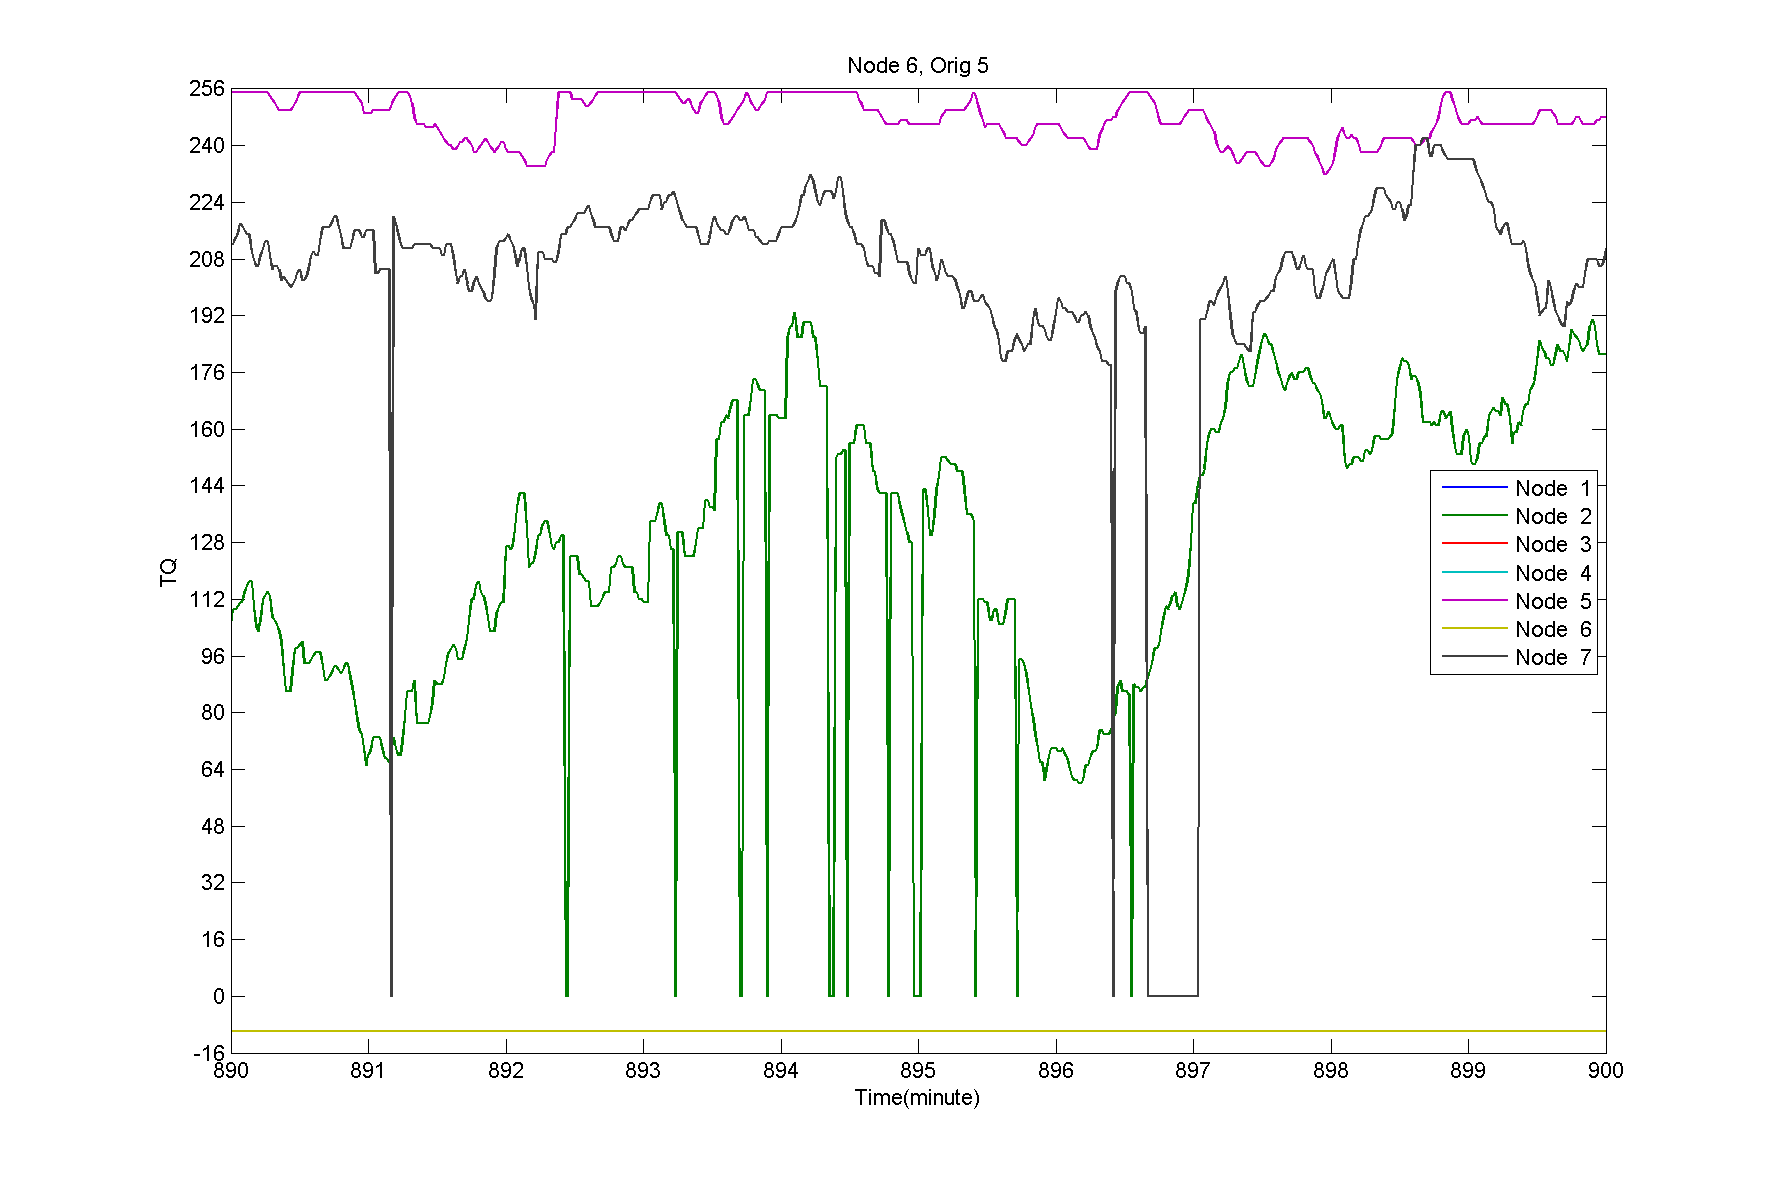 Node 6, Orig 5
256
240
224
208
192
176
160
144
128
112
96
80
64
48
32
16
0
-16
TQ
Node 1
Node 2
Node 3
Node 4
Node 5
Node 6
Node 7
890 891 892 893 894 895 896 897 898 899 900
Time(minute)